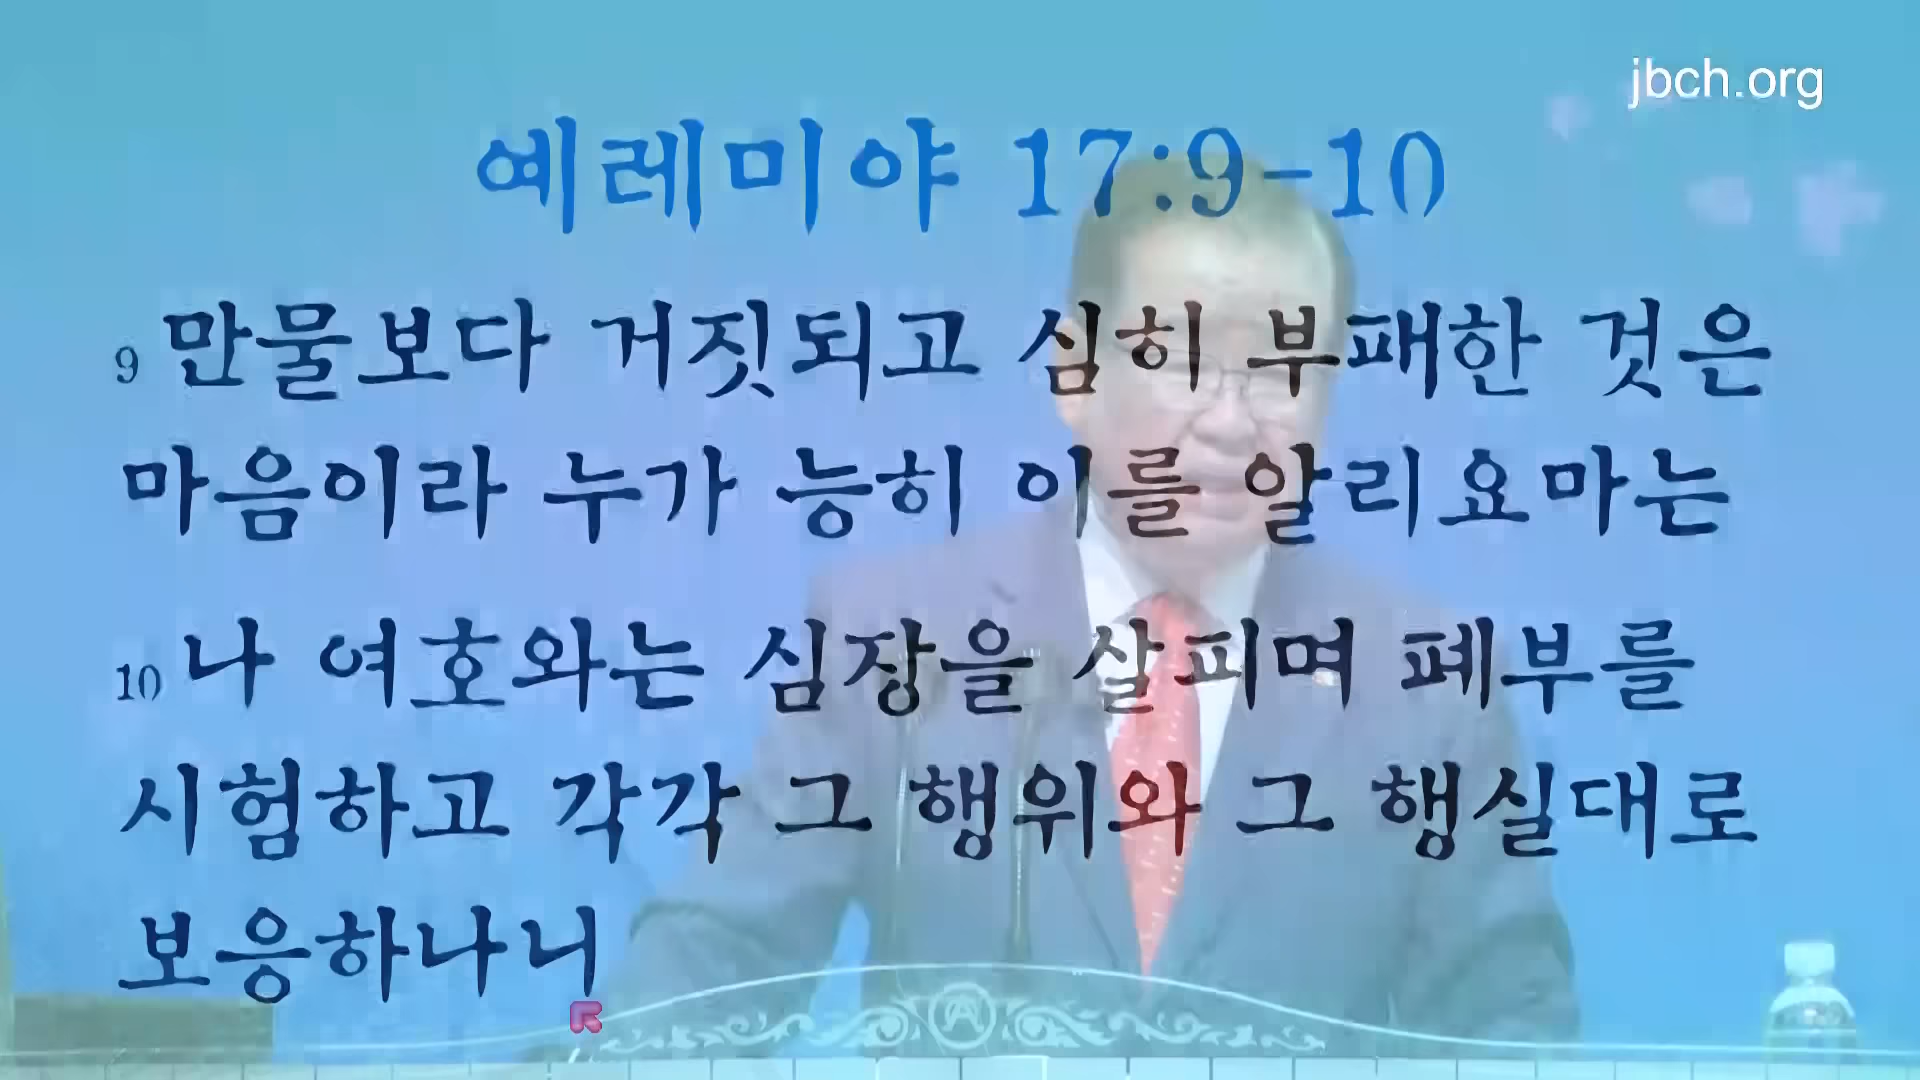 jbch.org
예레미야 17:9-10
9 만물보다 거짓되고 심히 부패한 것은
마음이라 누가 능히 이를 알리요마는
10 나 여호와는 심장을 살피며 폐부를
시험하고 각각 그 행위와 그 행실대로
보응하나니